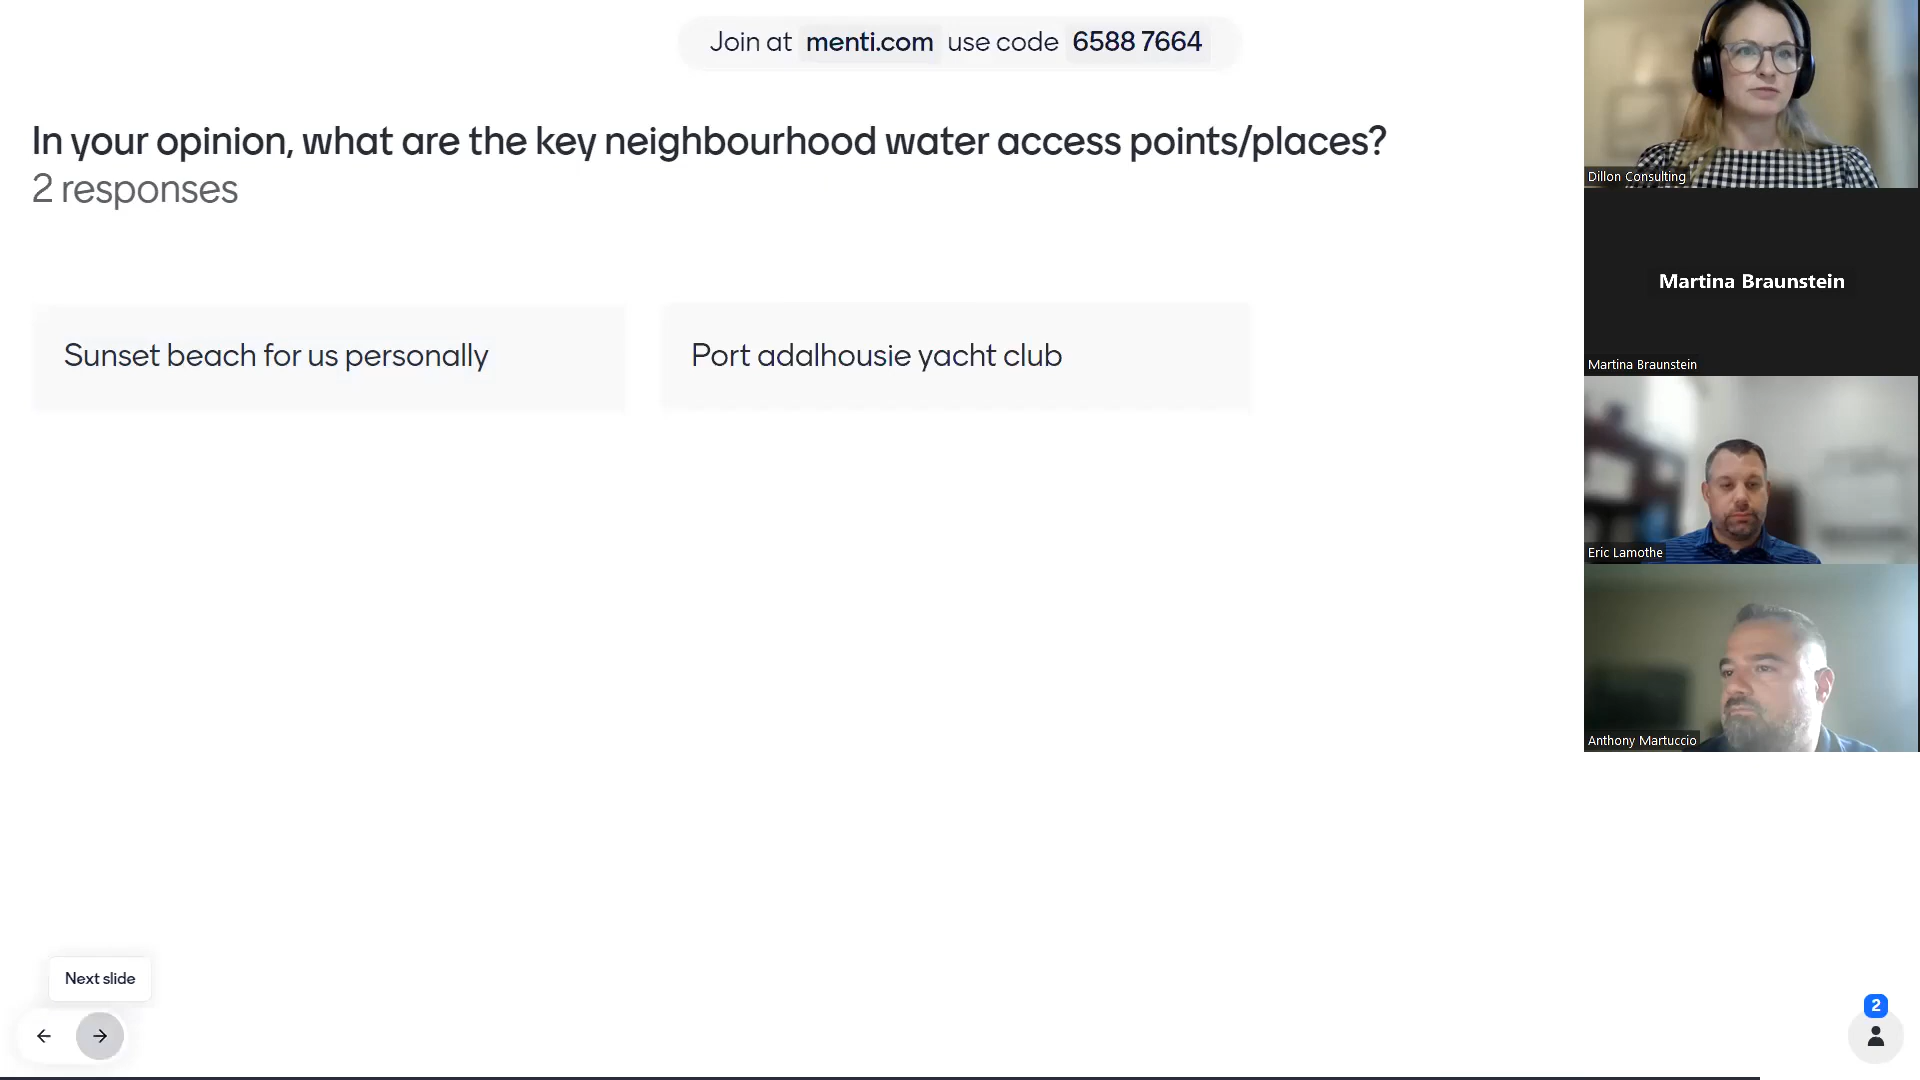 Join at menti.com use code 6588 7664
In your opinion, what are the key neighbourhood water access points/places?
2 responses
Sunset beach for us personally
Port adalhousie yacht club
Dillon Consulting
Martina Braunstein
Martina Braunstein
Eric Lamothe
Anthony Martuccio
Next slide
2